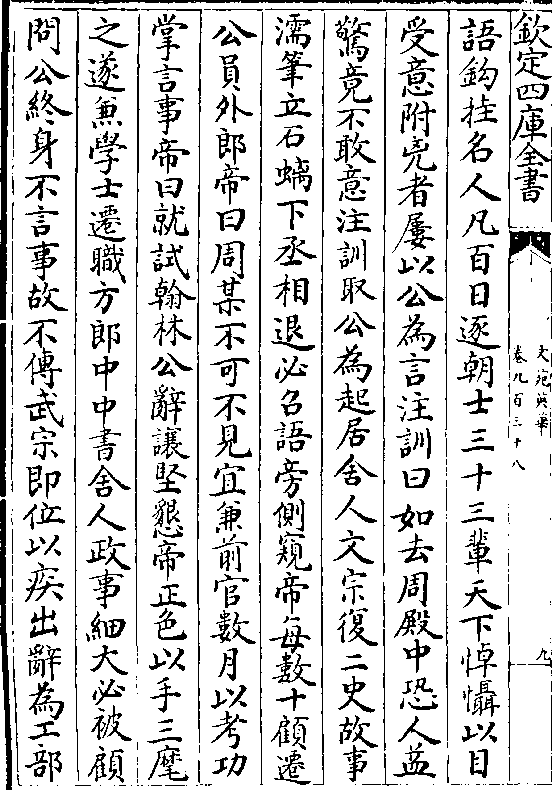 欽定四庫全書
文苑英華
卷九百三十八
九
語鉤挂名人凡百日逐朝士三十三輩天下悼懾以目
受意附兇者屢以公為言注訓曰如去周殿中恐人益
驚竟不敢意注訓取公為起居舍人文宗復二史故事
濡筆立石螭下丞相退必召語旁側窺帝每數十顧遷
公員外郎帝曰周某不可不見宜兼前官數月以考功
掌言事帝曰就試翰林公辭讓堅懇帝正色以手三麾
之遂兼學士遷職方郎中中書舍人政事細大必被顧
問公終身不言事故不傳武宗即位以疾出辭為工部